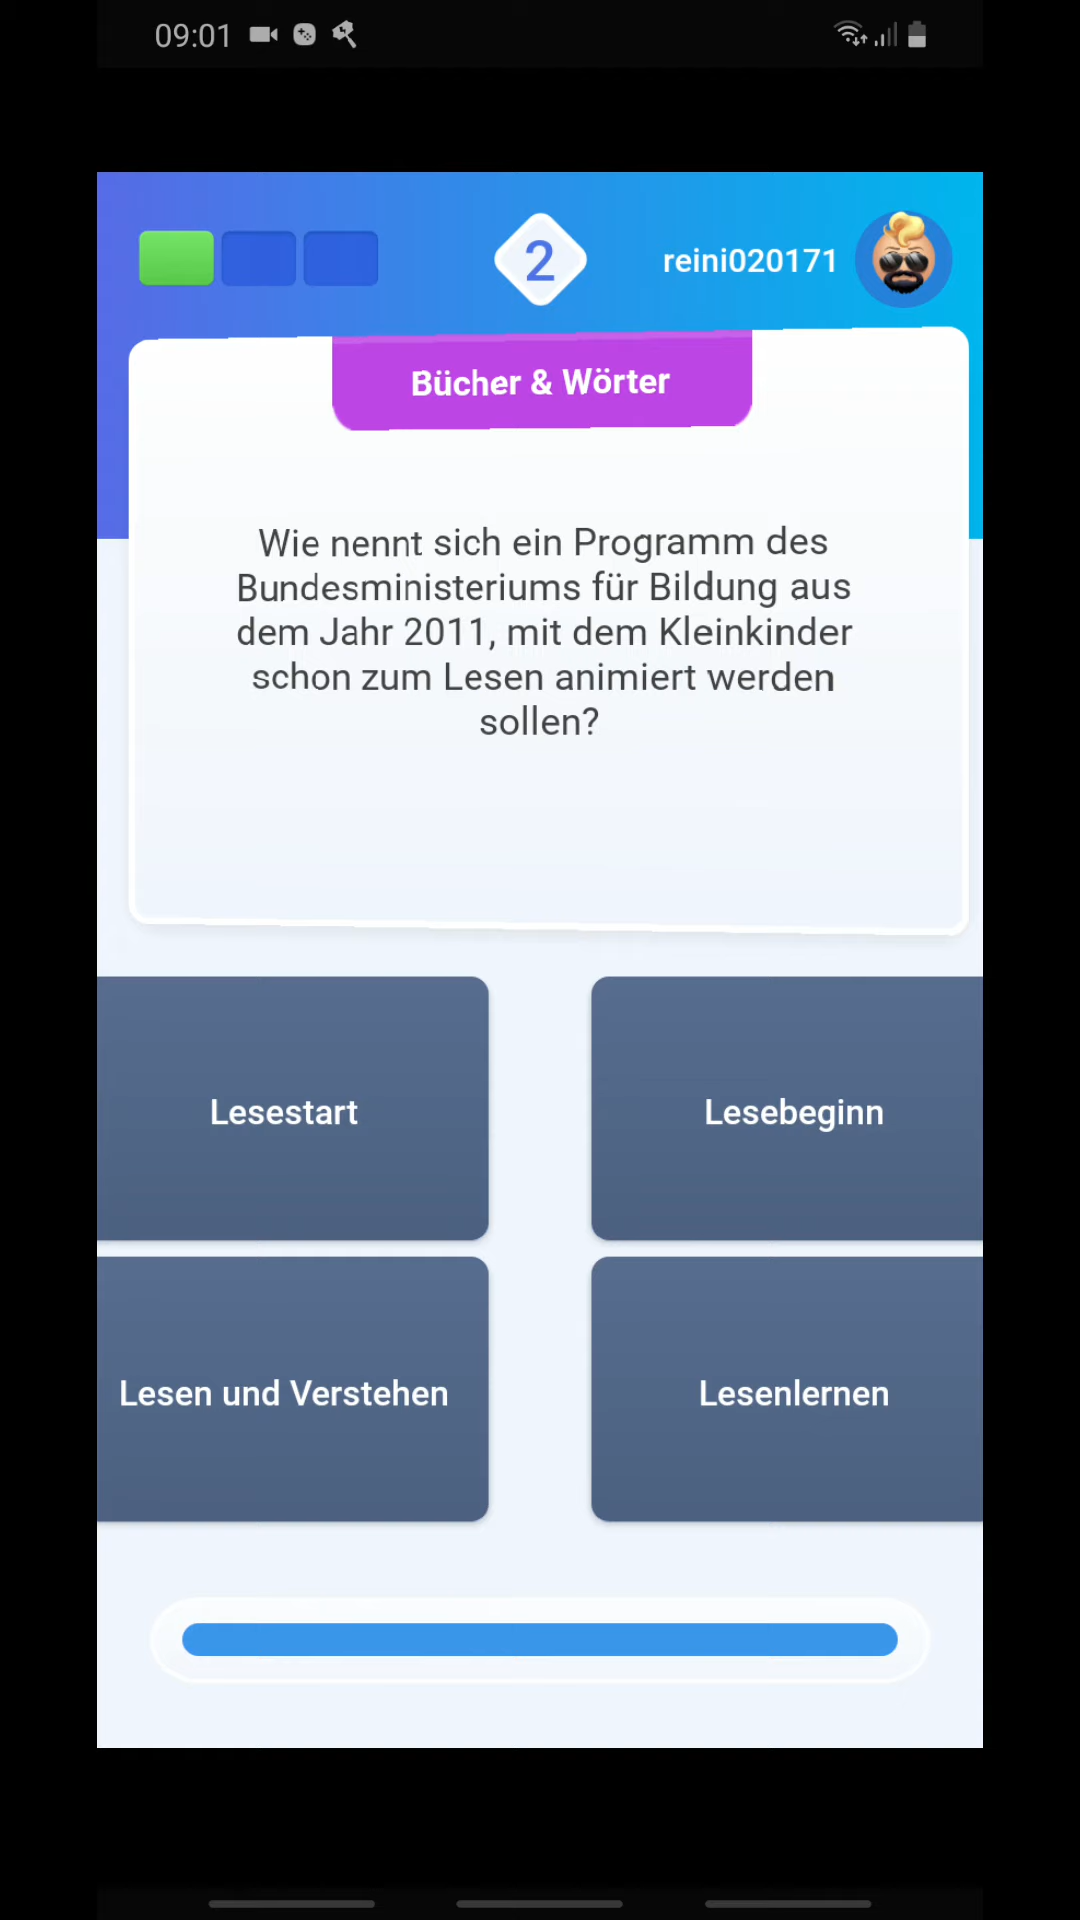 09:01
2
reini020171
Bücher & Wörter
Wie nennt sich ein Programm des
Bundesministeriums für Bildung aus
dem Jahr 2011, mit dem Kleinkinder
schon zum Lesen animiert werden
sollen?
Lesestart
Lesebeginn
Lesen und Verstehen
Lesenlernen